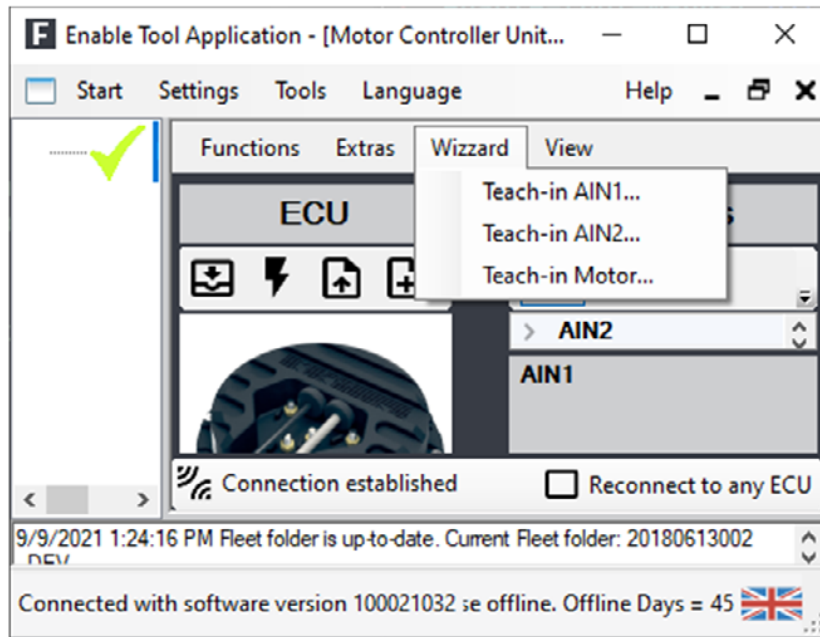 F Enable Tool Application - [Motor Controller Unit...
Start Settings Tools Language Help
Functions Extras Wizzard View
Teach-in AIN1...
Teach-in AIN2...
Teach-in Motor...
ECU s
AIN2
AIN1
Connection established Reconnect to any ECU
9/9/2021 1:24:16 PM Fleet folder is up-to-date. Current Fleet folder: 20180613002
DEV
Connected with software version 100021032 se offline. Offline Days = 45